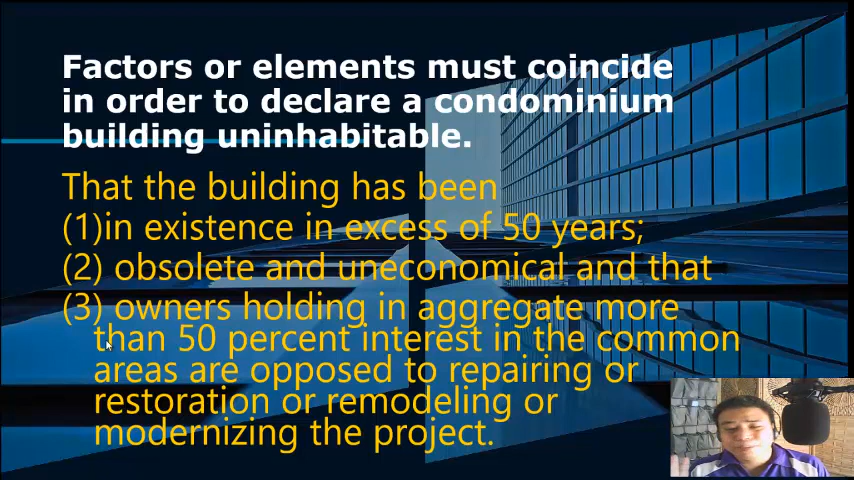 Factors or elements must coincide
in order to declare a condominium
building uninhabitable.
That the building has been
(1)in existence in excess of 50 years;
(2) obsolete and uneconomical and that
(3) owners holding in aggregate more
than 50 percent interest in the common
areas are opposed to repairing or
restoration or remodeling or
modernizing the project.